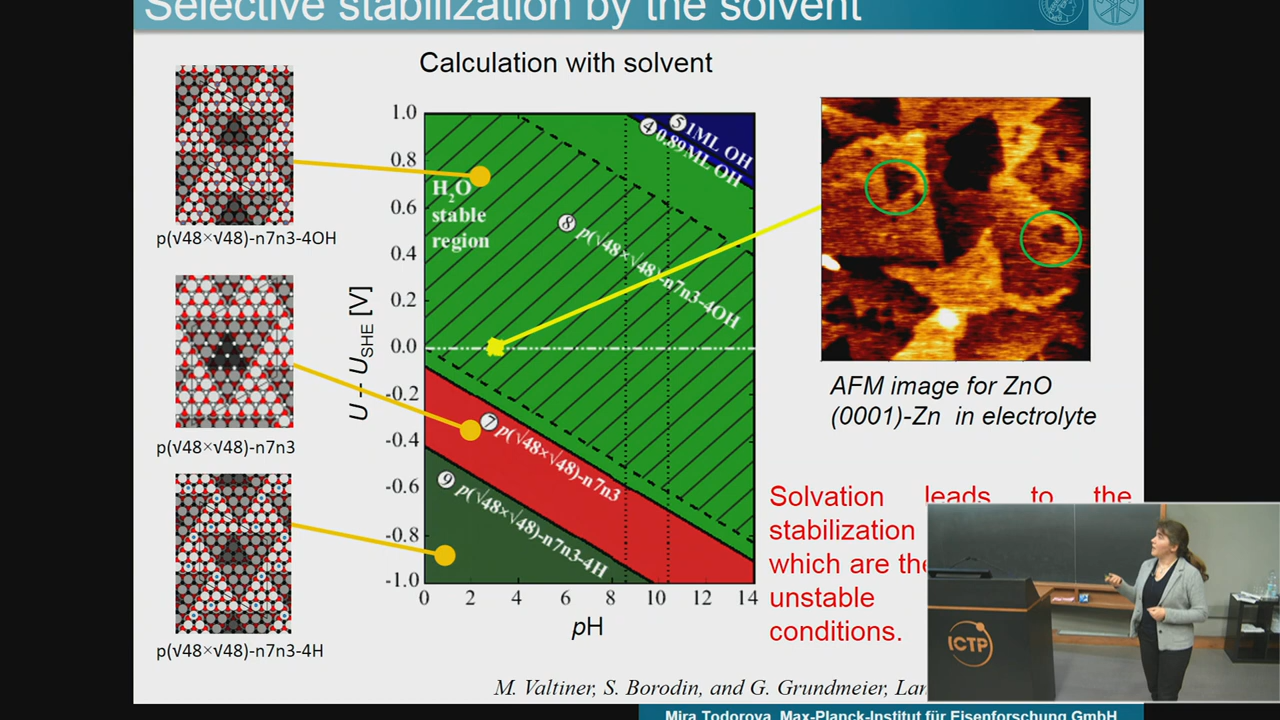 Selective stabilization by the solvent
Calculation with solvent
p(√48×√48)-n7n3-4OH
p(√48×√48)-n7n3
p(√48×√48)-n7n3-4H
U - U_SHE [V]
1.0
0.8
0.6
0.4
0.2
0.0
-0.2
-0.4
-0.6
-0.8
-1.0
5 1ML OH
4 0.89ML OH
H₂O
stable
region
8 p(√48×√48)-n7n3-4OH
7 p(√48×√48)-n7n3
9 p(√48×√48)-n7n3-4H
0 2 4 6 8 10 12 14
pH
AFM image for ZnO
(0001)-Zn in electrolyte
Solvation leads to the
stabilization
which are
unstable
conditions.
ICTP
M. Valtiner, S. Borodin, and G. Grundmeier,
Mira Todorova, Max-Planck-Institut für Eisenforschung GmbH